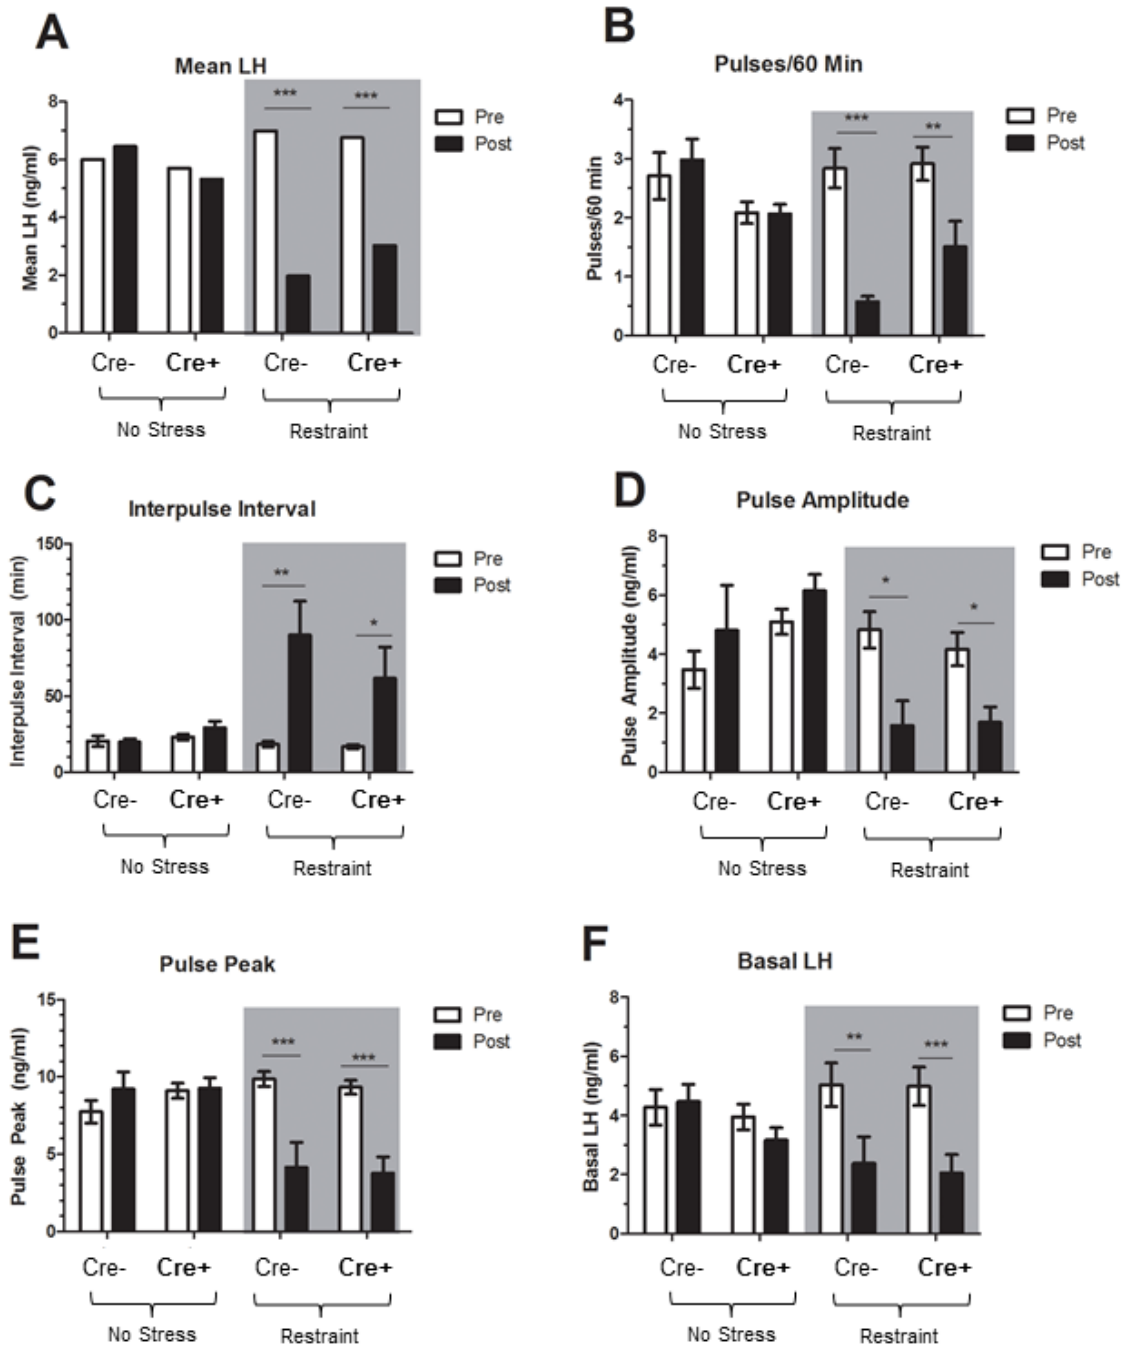 A
Mean LH
Mean LH (ng/ml)
8
6
4
2
0
***
***
Pre
Post
Cre-
Cre+
Cre-
Cre+
No Stress
Restraint
B
Pulses/60 Min
Pulses/60 min
4
3
2
1
0
***
**
Pre
Post
Cre-
Cre+
Cre-
Cre+
No Stress
Restraint
C
Interpulse Interval
Interpulse Interval (min)
150
100
50
0
**
*
Pre
Post
Cre-
Cre+
Cre-
Cre+
No Stress
Restraint
D
Pulse Amplitude
Pulse Amplitude (ng/ml)
8
6
4
2
0
*
*
Pre
Post
Cre-
Cre+
Cre-
Cre+
No Stress
Restraint
E
Pulse Peak
Pulse Peak (ng/ml)
15
10
5
0
***
***
Pre
Post
Cre-
Cre+
Cre-
Cre+
No Stress
Restraint
F
Basal LH
Basal LH (ng/ml)
8
6
4
2
0
**
***
Pre
Post
Cre-
Cre+
Cre-
Cre+
No Stress
Restraint